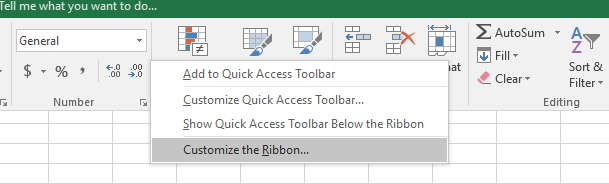 Tell me what you want to do...
General
AutoSum
Fill
Clear
Sort &
Filter
$ % , .00
Number
Editing
Add to Quick Access Toolbar
Customize Quick Access Toolbar...
Show Quick Access Toolbar Below the Ribbon
Customize the Ribbon...